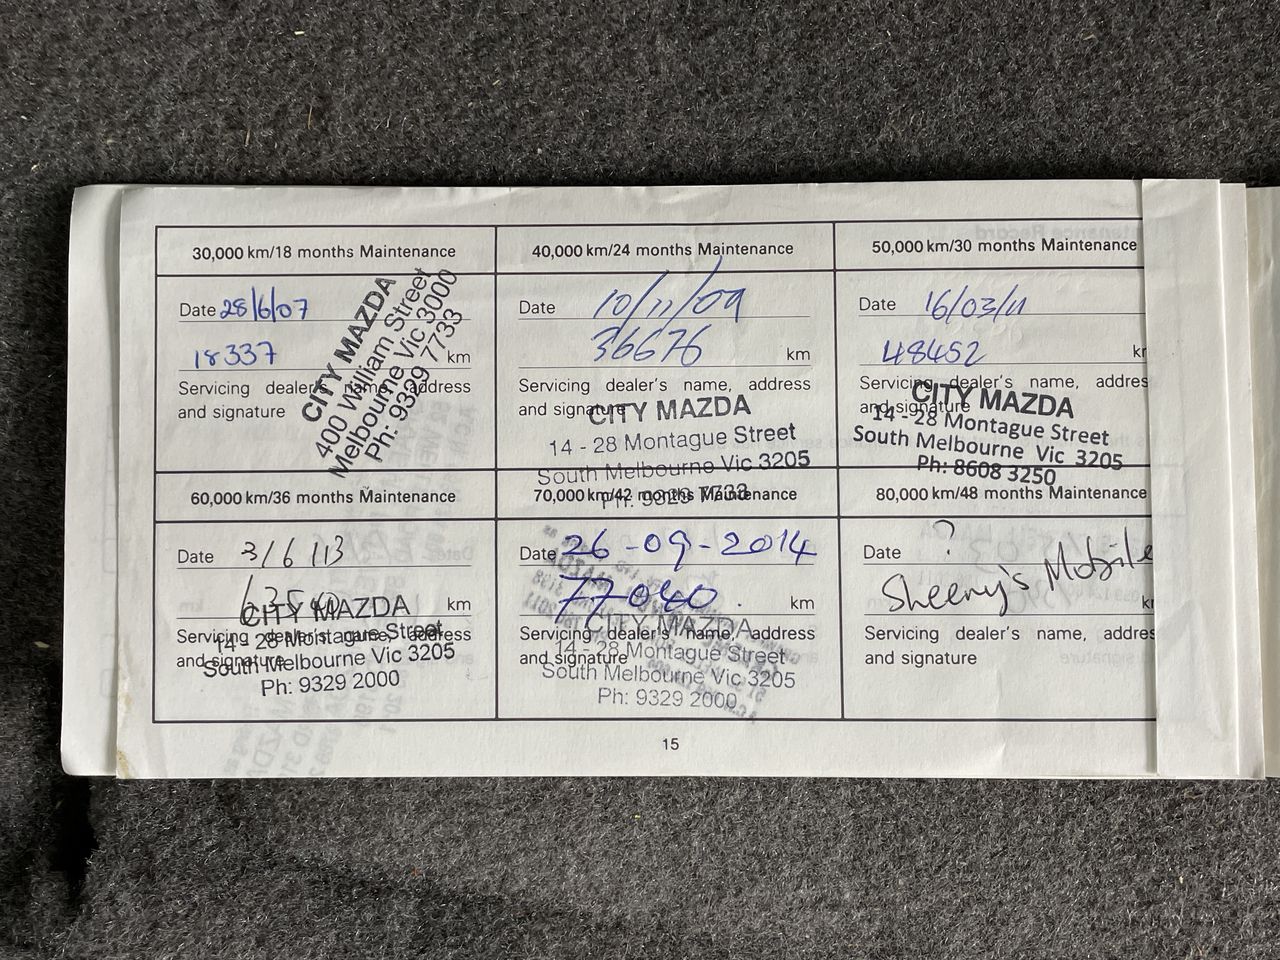 30,000 km/18 months Maintenance
Date 28/6/07
18337 km
Servicing dealer's name, address
and signature
CITY MAZDA
400 William Street
Melbourne Vic 3000
Ph: 9329 7733
40,000 km/24 months Maintenance
Date 10/11/09
36676 km
Servicing dealer's name, address
and signature
CITY MAZDA
14 - 28 Montague Street
South Melbourne Vic 3205
Ph: 9329 7733
50,000 km/30 months Maintenance
Date 16/03/11
48452
Servicing dealer's name, addres
and signature
CITY MAZDA
14 - 28 Montague Street
South Melbourne Vic 3205
Ph: 8608 3250
60,000 km/36 months Maintenance
Date 3/6/13
km
Servicing dealer's name, address
and signature
CITY MAZDA
14 - 28 Montague Street
South Melbourne Vic 3205
Ph: 9329 2000
70,000 km/42 months Maintenance
Date 26-09-2014
77040. km
Servicing dealer's name, address
and signature
CITY MAZDA
14 - 28 Montague Street
South Melbourne Vic 3205
Ph: 9329 2000
80,000 km/48 months Maintenance
Date ?
Mobile
Servicing dealer's name, addres
and signature
15